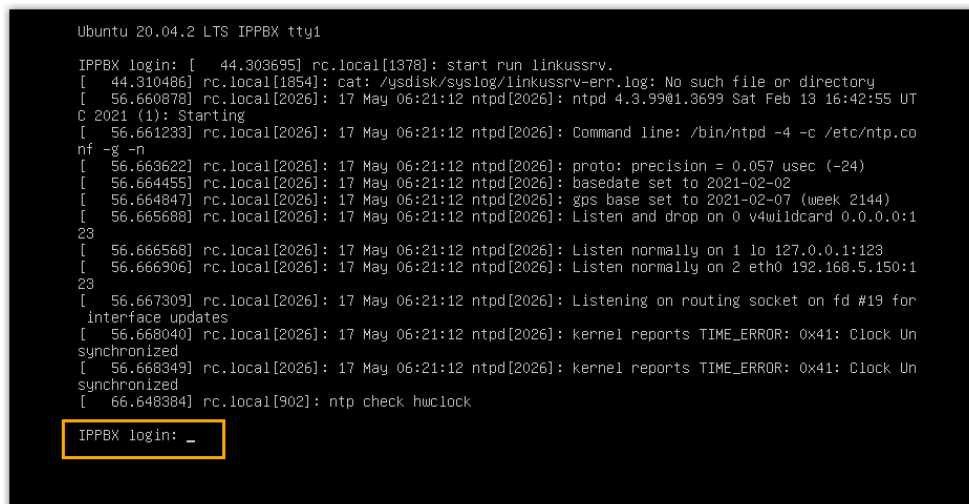 Ubuntu 20.04.2 LTS IPPBX tty1
IPPBX login: [   44.303695] rc.local[1378]: start run linkussrv.
[   44.310486] rc.local[1854]: cat: /ysdisk/syslog/linkussrv-err.log: No such file or directory
[   56.660878] rc.local[2026]: 17 May 06:21:12 ntpd[2026]: ntpd 4.3.99@1.3699 Sat Feb 13 16:42:55 UT
C 2021 (1): Starting
[   56.661233] rc.local[2026]: 17 May 06:21:12 ntpd[2026]: Command line: /bin/ntpd -4 -c /etc/ntp.co
nf -g -n
[   56.663622] rc.local[2026]: 17 May 06:21:12 ntpd[2026]: proto: precision = 0.057 usec (-24)
[   56.664455] rc.local[2026]: 17 May 06:21:12 ntpd[2026]: basedate set to 2021-02-02
[   56.664847] rc.local[2026]: 17 May 06:21:12 ntpd[2026]: gps base set to 2021-02-07 (week 2144)
[   56.665688] rc.local[2026]: 17 May 06:21:12 ntpd[2026]: Listen and drop on 0 v4wildcard 0.0.0.0:1
23
[   56.666568] rc.local[2026]: 17 May 06:21:12 ntpd[2026]: Listen normally on 1 lo 127.0.0.1:123
[   56.666906] rc.local[2026]: 17 May 06:21:12 ntpd[2026]: Listen normally on 2 eth0 192.168.5.150:1
23
[   56.667309] rc.local[2026]: 17 May 06:21:12 ntpd[2026]: Listening on routing socket on fd #19 for
 interface updates
[   56.668040] rc.local[2026]: 17 May 06:21:12 ntpd[2026]: kernel reports TIME_ERROR: 0x41: Clock Un
synchronized
[   56.668349] rc.local[2026]: 17 May 06:21:12 ntpd[2026]: kernel reports TIME_ERROR: 0x41: Clock Un
synchronized
[   66.648384] rc.local[902]: ntp check hwclock
IPPBX login: _